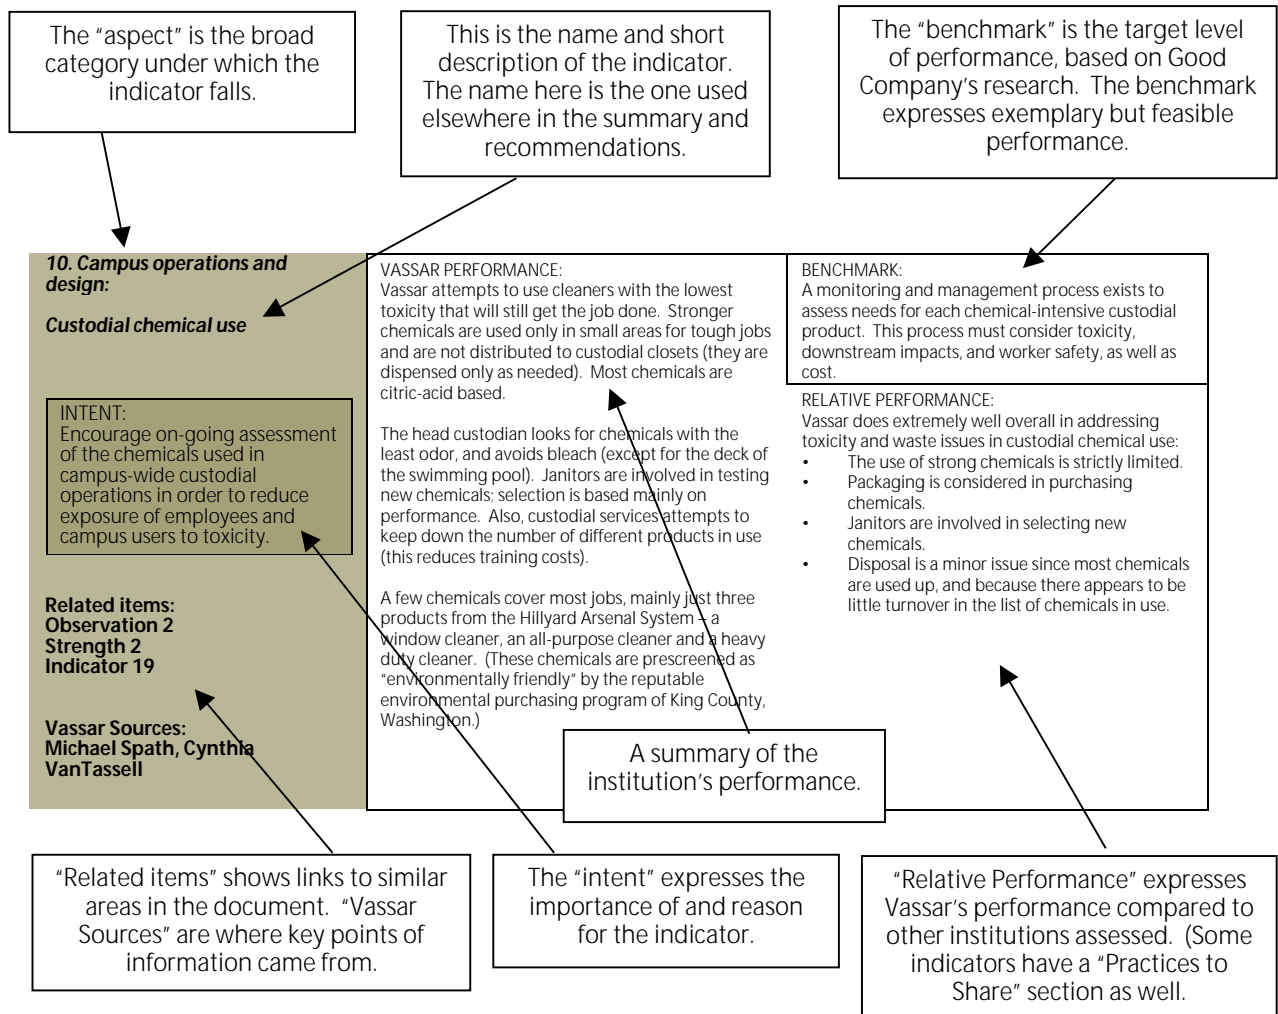 The "aspect" is the broad
category under which the
indicator falls.
This is the name and short
description of the indicator.
The name here is the one used
elsewhere in the summary and
recommendations.
The "benchmark" is the target level
of performance, based on Good
Company's research.  The benchmark
expresses exemplary but feasible
performance.
10. Campus operations and
design:
Custodial chemical use
INTENT:
Encourage on-going assessment
of the chemicals used in
campus-wide custodial
operations in order to reduce
exposure of employees and
campus users to toxicity.
Related items:
Observation 2
Strength 2
Indicator 19
Vassar Sources:
Michael Spath, Cynthia
VanTassell
VASSAR PERFORMANCE:
Vassar attempts to use cleaners with the lowest
toxicity that will still get the job done.  Stronger
chemicals are used only in small areas for tough jobs
and are not distributed to custodial closets (they are
dispensed only as needed).  Most chemicals are
citric-acid based.
The head custodian looks for chemicals with the
least odor, and avoids bleach (except for the deck of
the swimming pool).  Janitors are involved in testing
new chemicals; selection is based mainly on
performance.  Also, custodial services attempts to
keep down the number of different products in use
(this reduces training costs).
A few chemicals cover most jobs, mainly just three
products from the Hillyard Arsenal System – a
window cleaner, an all-purpose cleaner and a heavy
duty cleaner.  (These chemicals are prescreened as
"environmentally friendly" by the reputable
environmental purchasing program of King County,
Washington.)
BENCHMARK:
A monitoring and management process exists to
assess needs for each chemical-intensive custodial
product.  This process must consider toxicity,
downstream impacts, and worker safety, as well as
cost.
RELATIVE PERFORMANCE:
Vassar does extremely well overall in addressing
toxicity and waste issues in custodial chemical use:
• The use of strong chemicals is strictly limited.
• Packaging is considered in purchasing
chemicals.
• Janitors are involved in selecting new
chemicals.
• Disposal is a minor issue since most chemicals
are used up, and because there appears to be
little turnover in the list of chemicals in use.
A summary of the
institution's performance.
"Related items" shows links to similar
areas in the document.  "Vassar
Sources" are where key points of
information came from.
The "intent" expresses the
importance of and reason
for the indicator.
"Relative Performance" expresses
Vassar's performance compared to
other institutions assessed.  (Some
indicators have a "Practices to
Share" section as well.